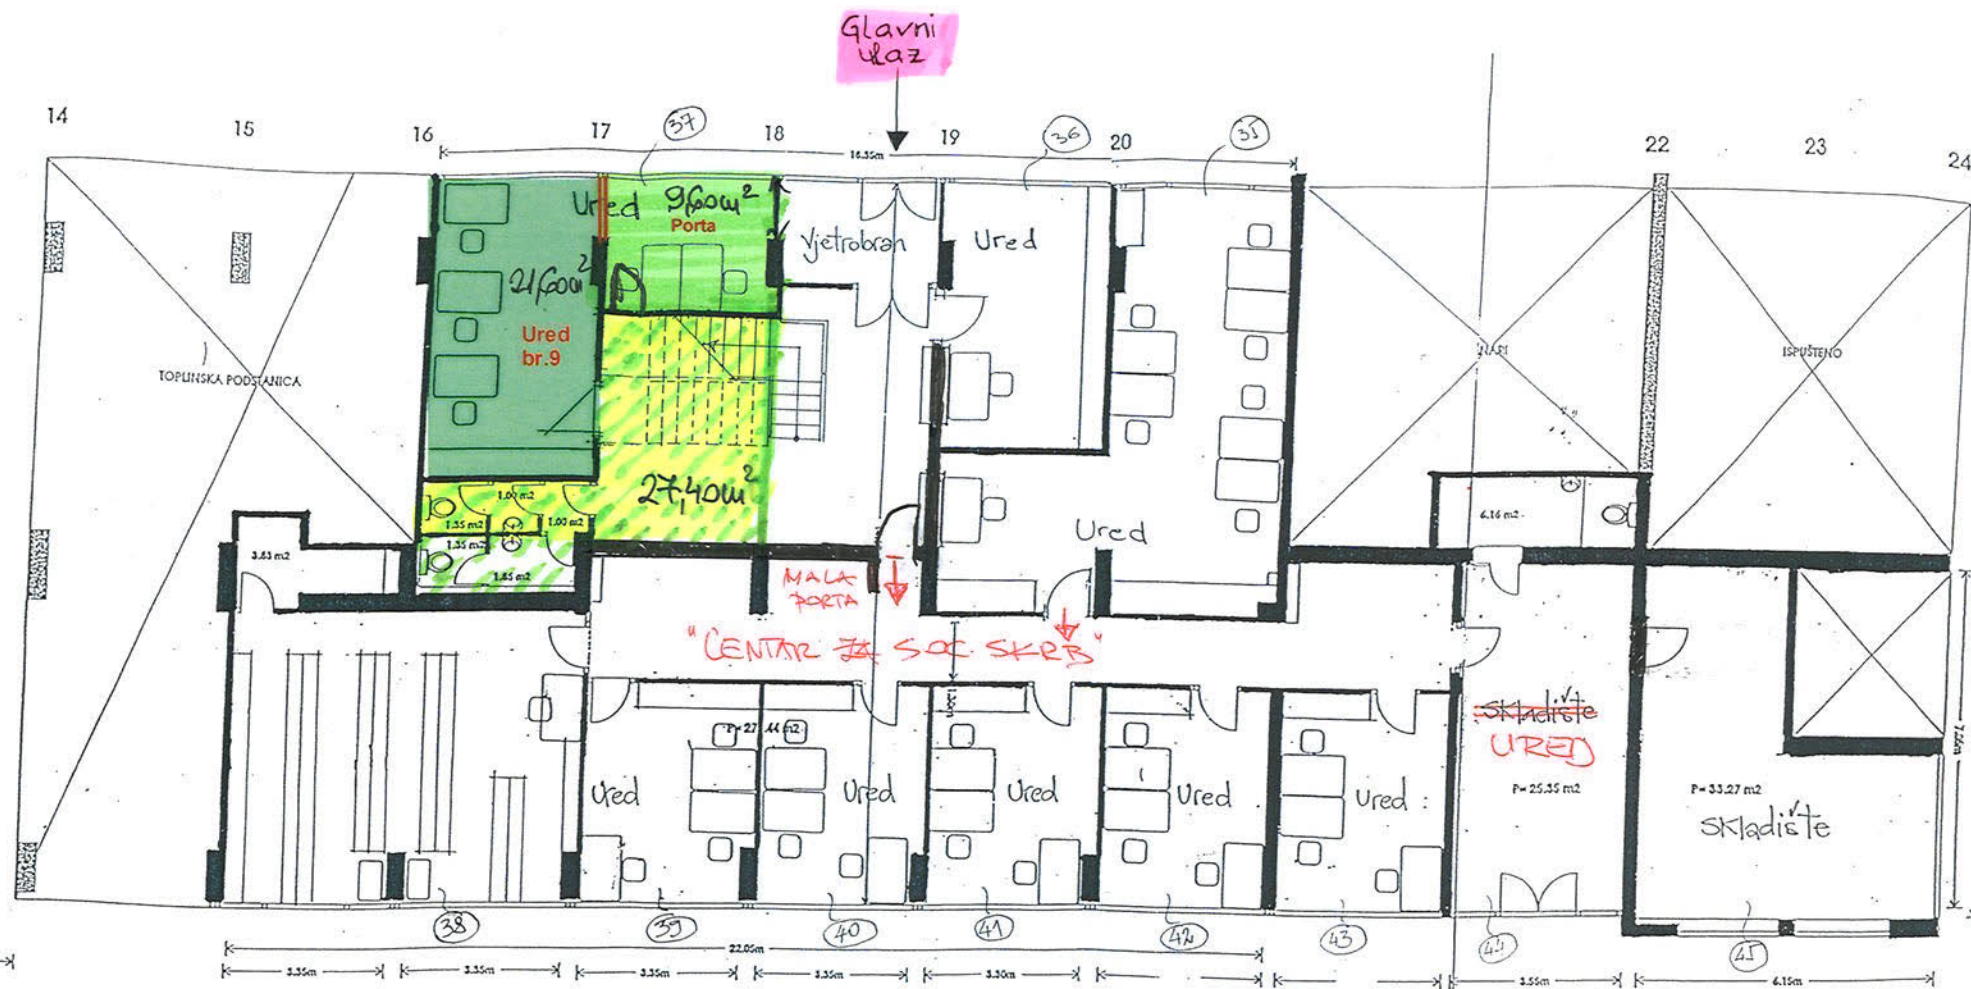 Glavni
ulaz
14
15
16
17
37
18
19
36
20
35
22
23
24
16.35m
Ured 9,60m²
Porta
Vjetrobran
Ured
21,60m²
Ured
br.9
TOPLINSKA PODSTANICA
ISPUŠTENO
27,40m²
1.00 m2
1.35 m2
1.00 m2
1.35 m2
1.85 m2
3.83 m2
6.16 m2
Ured
MALA
PORTA
"CENTAR ZA SOC. SKRB"
Skladište
URED
P= 25.35 m2
P= 33.27 m2
Skladište
Ured
Ured
Ured
Ured
Ured
38
39
40
41
42
43
44
45
22.05m
3.35m
3.35m
3.35m
3.35m
3.30m
3.55m
6.15m